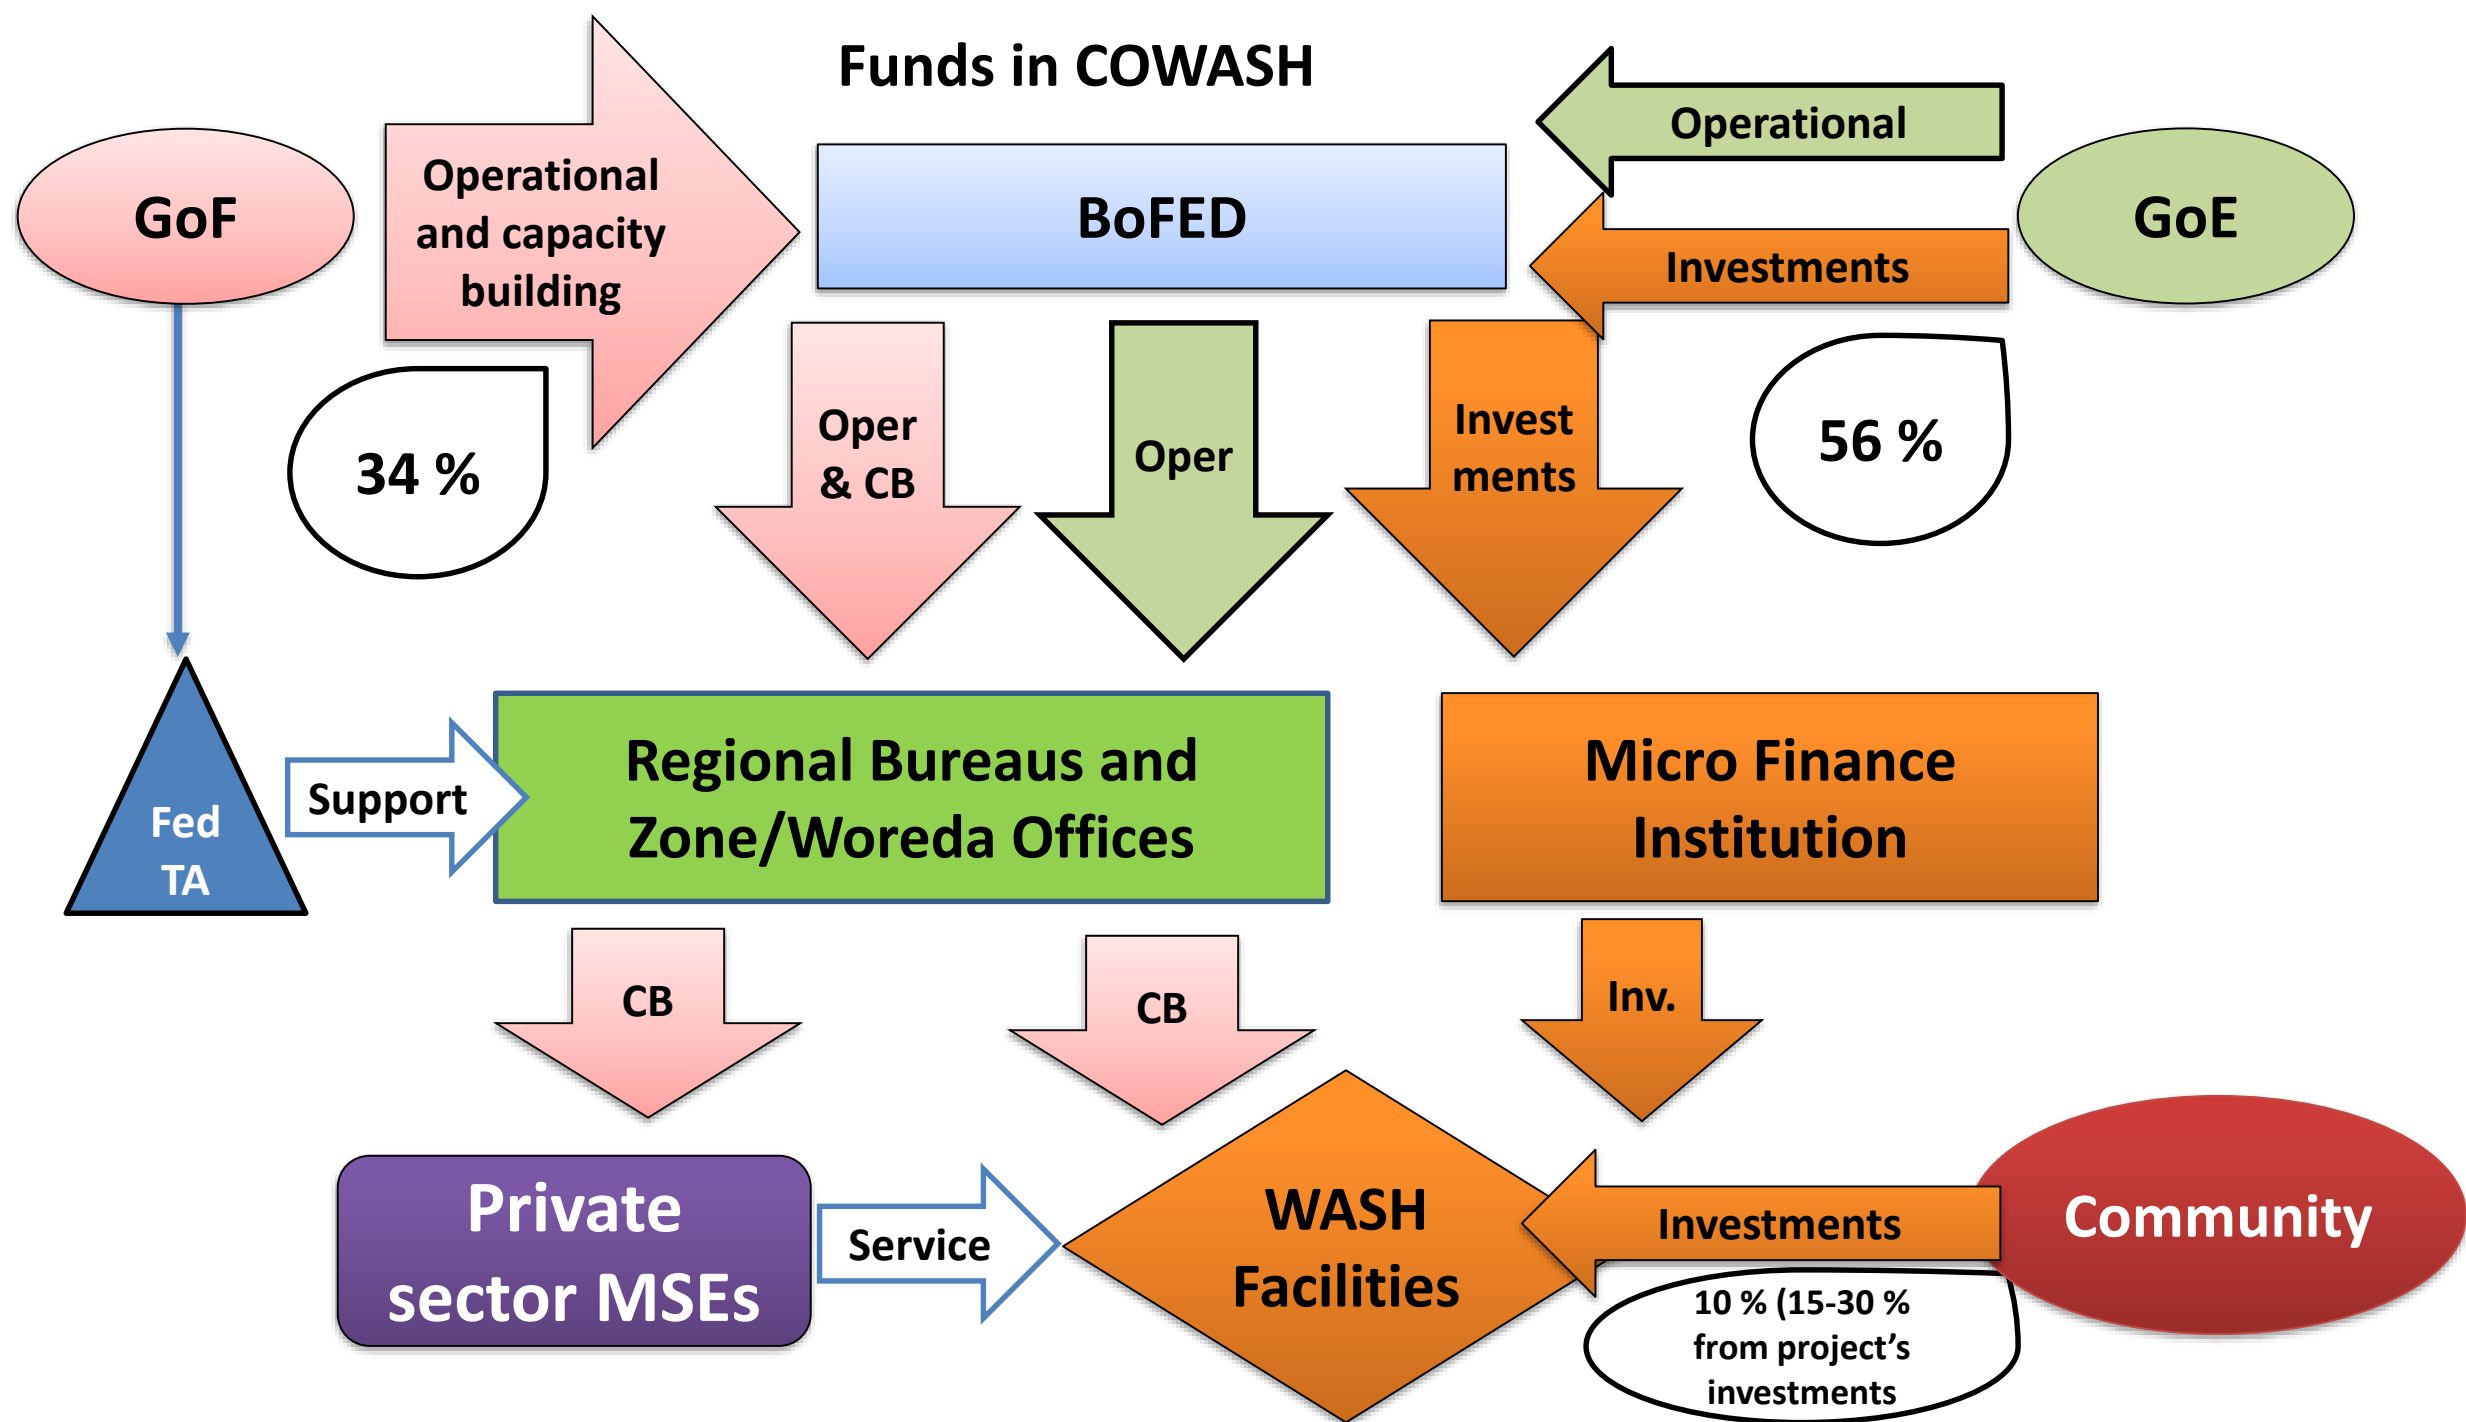 Funds in COWASH
GoF
Operational
and capacity
building
BoFED
Operational
Investments
GoE
34 %
Oper
& CB
Oper
Invest
ments
56 %
Fed
TA
Support
Regional Bureaus and
Zone/Woreda Offices
Micro Finance
Institution
CB
CB
Inv.
Private
sector MSEs
Service
WASH
Facilities
Investments
Community
10 % (15-30 %
from project’s
investments